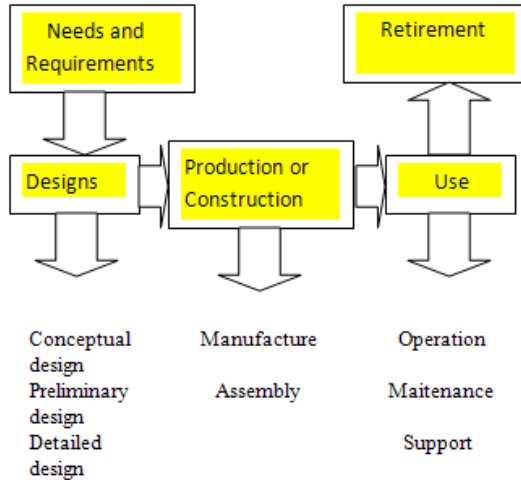 Needs and
Requirements
Retirement
Designs
Production or
Construction
Use
Conceptual
design
Preliminary
design
Detailed
design
Manufacture
Assembly
Operation
Maitenance
Support